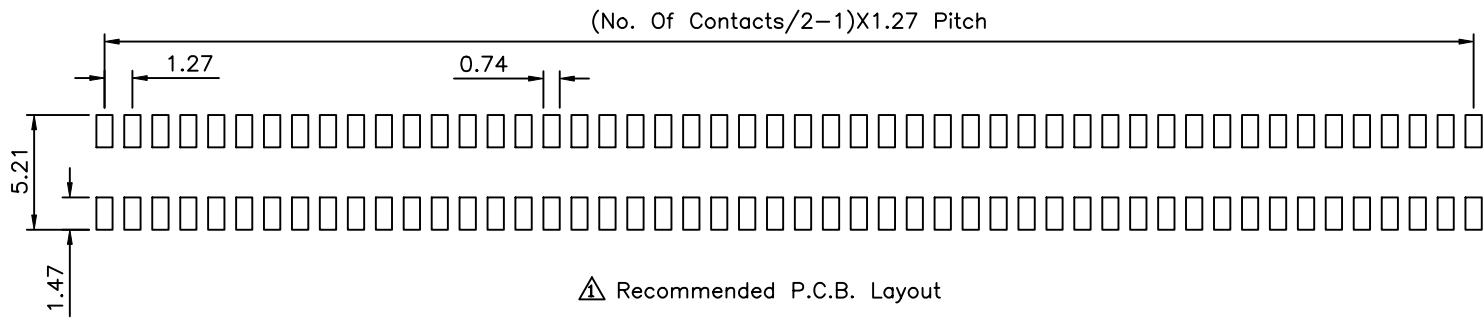 (No. Of Contacts/2-1)X1.27 Pitch
1.27
0.74
5.21
1.47
1 Recommended P.C.B. Layout